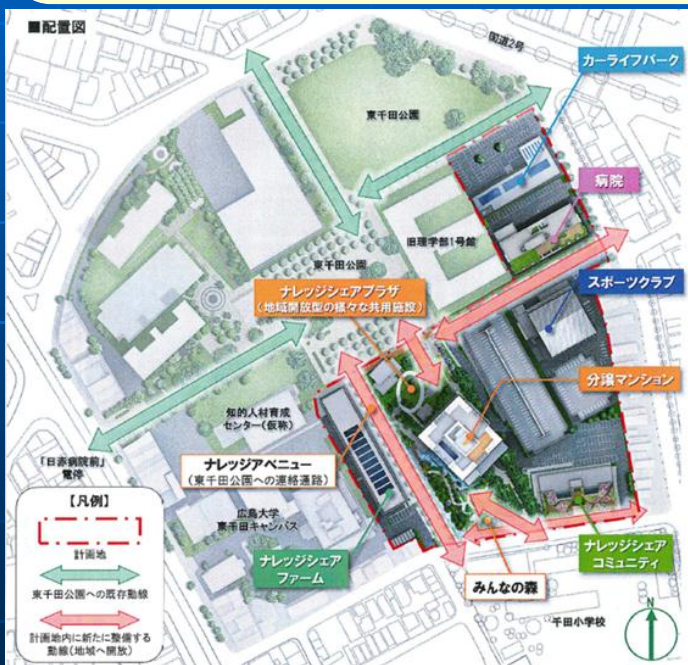 ■配置図
国道2号
カーライフパーク
東千田公園
病院
旧理学部1号館
東千田公園
ナレッジシェアプラザ
(地域開放型の様々な共用施設)
スポーツクラブ
分譲マンション
知的人材育成
センター(仮称)
「日赤病院前」
電停
ナレッジアベニュー
(東千田公園への連絡通路)
【凡例】
計画地
東千田公園への既存動線
計画地内に新たに整備する
動線(地域へ開放)
広島大学
東千田キャンパス
ナレッジシェア
ファーム
みんなの森
ナレッジシェア
コミュニティ
千田小学校
N